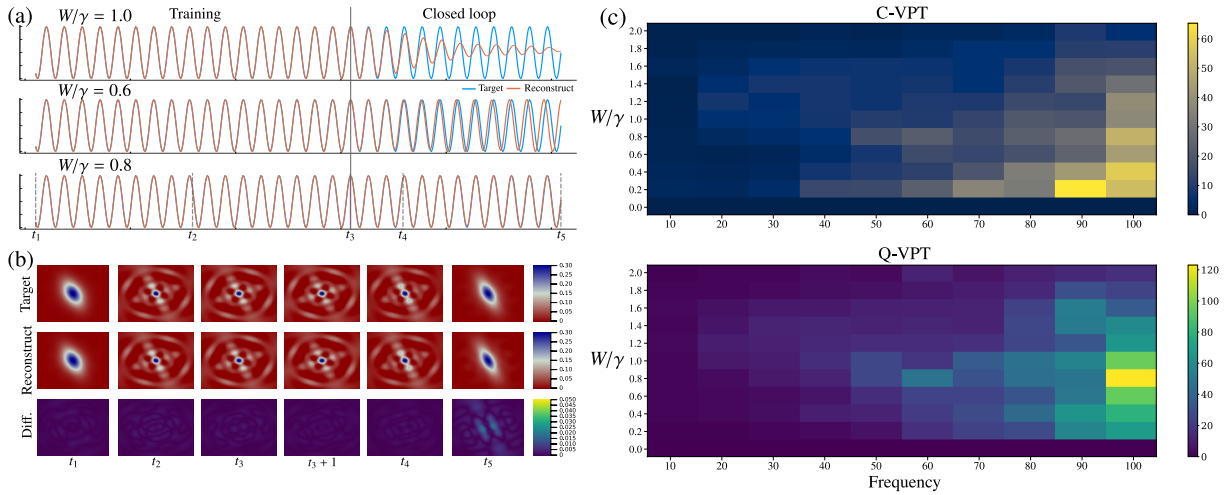 (a)
W/γ = 1.0
Training
Closed loop
Target
Reconstruct
W/γ = 0.6
W/γ = 0.8
t1
t2
t3
t4
t5
(b)
Target
0.30
0.25
0.20
0.15
0.10
0.05
0
Reconstruct
0.30
0.25
0.20
0.15
0.10
0.05
0
Diff.
0.050
0.045
0.040
0.035
0.030
0.025
0.020
0.015
0.010
0.005
0
t1
t2
t3
t3 + 1
t4
t5
(c)
C-VPT
W/γ
2.0
1.8
1.6
1.4
1.2
1.0
0.8
0.6
0.4
0.2
0.0
10 20 30 40 50 60 70 80 90 100
60
50
40
30
20
10
0
Q-VPT
W/γ
2.0
1.8
1.6
1.4
1.2
1.0
0.8
0.6
0.4
0.2
0.0
10 20 30 40 50 60 70 80 90 100
Frequency
120
100
80
60
40
20
0